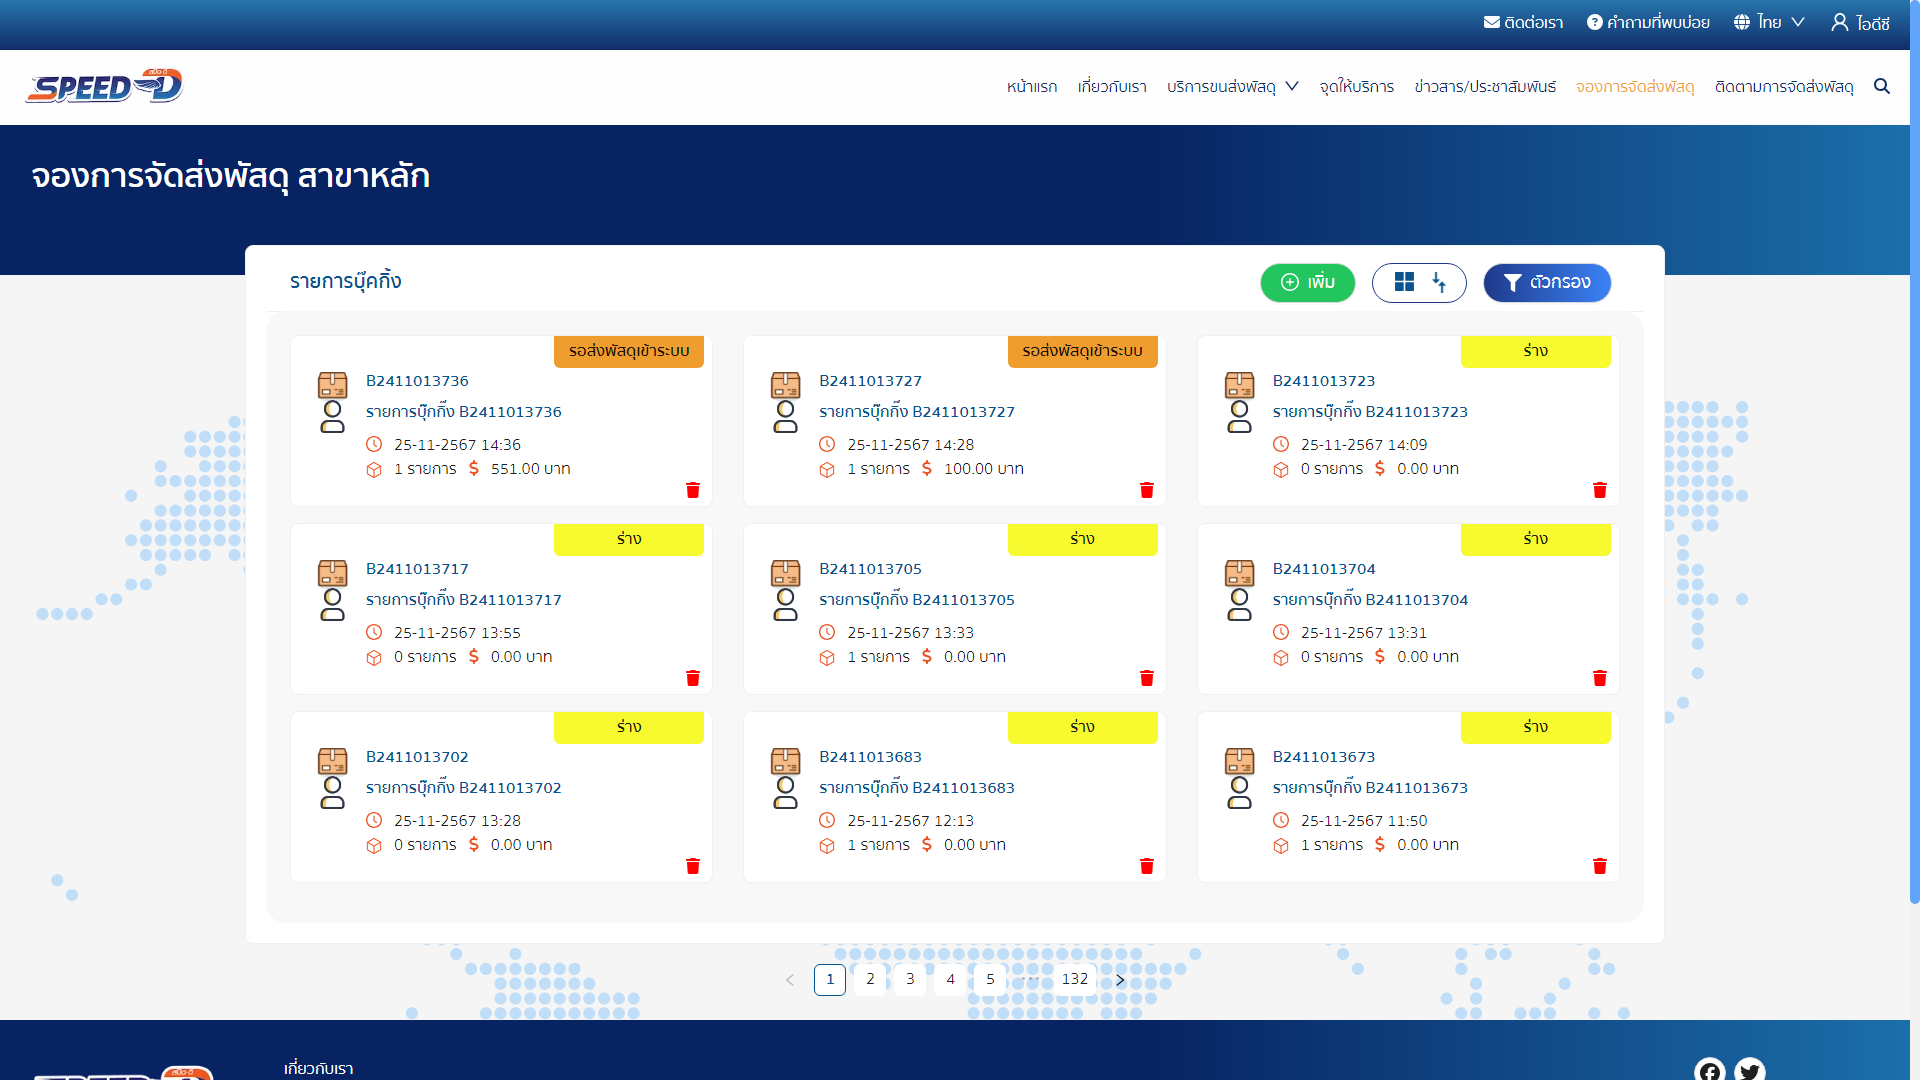 ติดต่อเรา คำถามที่พบบ่อย ไทย ไอดีซี
SPEED-D สปีด-ดี
หน้าแรก เกี่ยวกับเรา บริการขนส่งพัสดุ จุดให้บริการ ข่าวสาร/ประชาสัมพันธ์ จองการจัดส่งพัสดุ ติดตามการจัดส่งพัสดุ
จองการจัดส่งพัสดุ สาขาหลัก
รายการบุ๊คกิ้ง
เพิ่ม
ตัวกรอง
รอส่งพัสดุเข้าระบบ
B2411013736
รายการบุ๊กกิ๊ง B2411013736
25-11-2567 14:36
1 รายการ $ 551.00 บาท
รอส่งพัสดุเข้าระบบ
B2411013727
รายการบุ๊กกิ๊ง B2411013727
25-11-2567 14:28
1 รายการ $ 100.00 บาท
ร่าง
B2411013723
รายการบุ๊กกิ๊ง B2411013723
25-11-2567 14:09
0 รายการ $ 0.00 บาท
ร่าง
B2411013717
รายการบุ๊กกิ๊ง B2411013717
25-11-2567 13:55
0 รายการ $ 0.00 บาท
ร่าง
B2411013705
รายการบุ๊กกิ๊ง B2411013705
25-11-2567 13:33
1 รายการ $ 0.00 บาท
ร่าง
B2411013704
รายการบุ๊กกิ๊ง B2411013704
25-11-2567 13:31
0 รายการ $ 0.00 บาท
ร่าง
B2411013702
รายการบุ๊กกิ๊ง B2411013702
25-11-2567 13:28
0 รายการ $ 0.00 บาท
ร่าง
B2411013683
รายการบุ๊กกิ๊ง B2411013683
25-11-2567 12:13
1 รายการ $ 0.00 บาท
ร่าง
B2411013673
รายการบุ๊กกิ๊ง B2411013673
25-11-2567 11:50
1 รายการ $ 0.00 บาท
1 2 3 4 5 ••• 132
เกี่ยวกับเรา